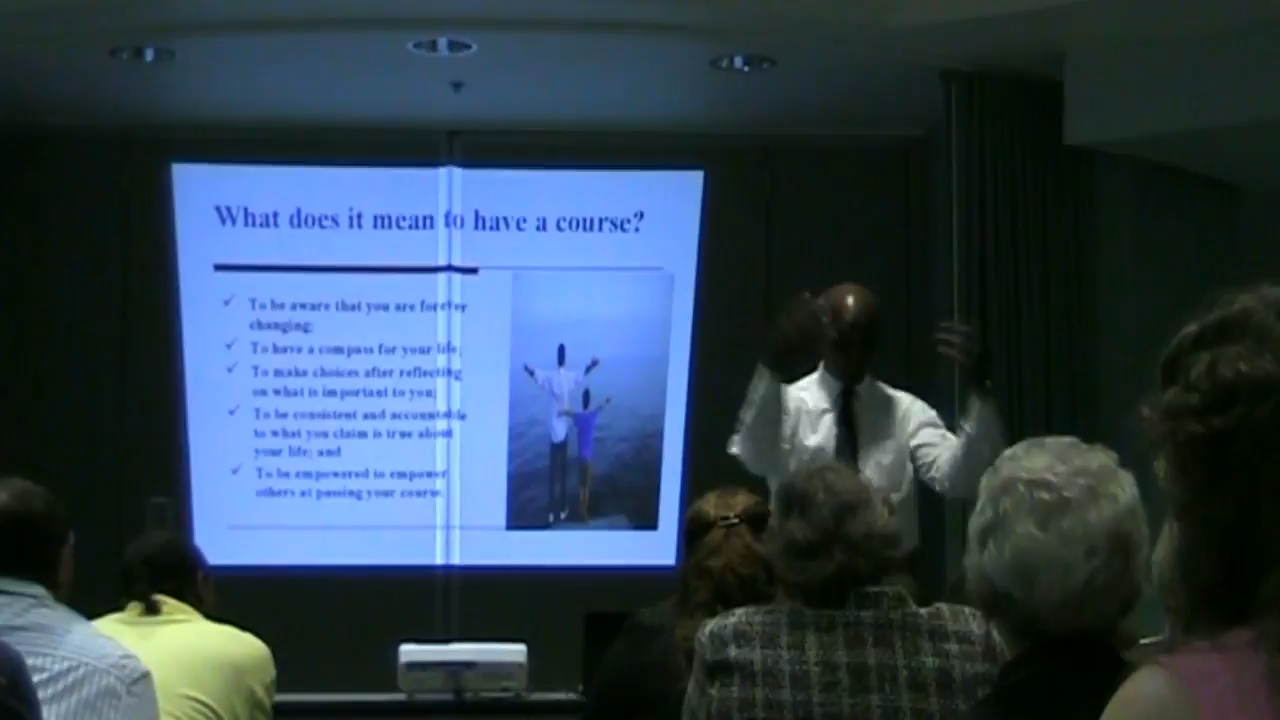 What does it mean to have a course?
To be aware that you are forever
changing;
To have a compass for your life;
To make choices after reflecting
on what is important to you;
To be consistent and accountable
to what you claim is true about
your life; and
To be empowered to empower
others at passing your course.